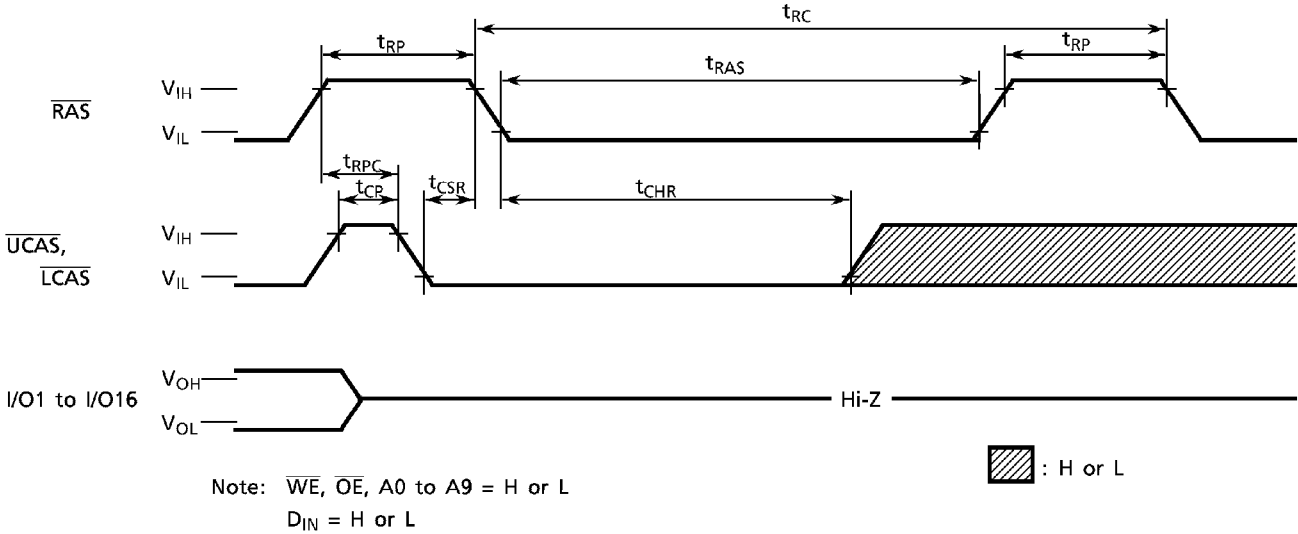 tRC
tRP
tRP
tRAS
VIH
RAS
VIL
tRPC
tCP
tCSR
tCHR
VIH
UCAS,
LCAS
VIL
VOH
I/O1 to I/O16
Hi-Z
VOL
: H or L
Note: WE, OE, A0 to A9 = H or L
DIN = H or L